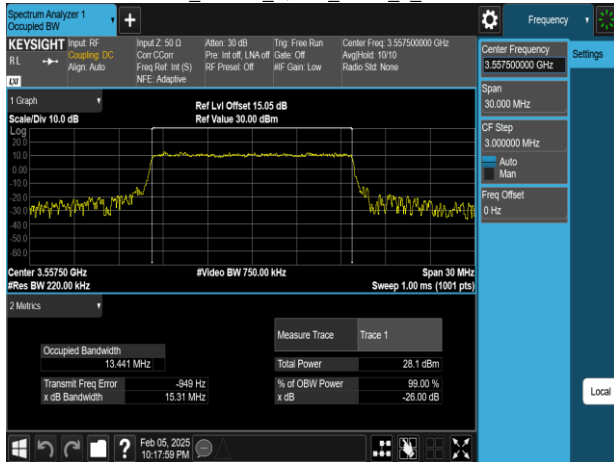 Spectrum Analyzer 1
Occupied BW
Frequency
KEYSIGHT
R L
LXI
Input: RF
Coupling: DC
Align: Auto
Input Z: 50 Ω
Corr CCorr
Freq Ref: Int (S)
NFE: Adaptive
Atten: 30 dB
Pre: Int off, LNA off
RF Preset: Off
Trig: Free Run
Gate: Off
#IF Gain: Low
Center Freq: 3.557500000 GHz
Avg|Hold: 10/10
Radio Std: None
Center Frequency
3.557500000 GHz
Settings
Span
30.000 MHz
CF Step
3.000000 MHz
Auto
Man
Freq Offset
0 Hz
Local
1 Graph
Scale/Div 10.0 dB
Ref Lvl Offset 15.05 dB
Ref Value 30.00 dBm
Log
20.0
10.0
0.00
-10.0
-20.0
-30.0
-40.0
-50.0
-60.0
Center 3.55750 GHz
#Video BW 750.00 kHz
Span 30 MHz
#Res BW 220.00 kHz
Sweep 1.00 ms (1001 pts)
2 Metrics
Measure Trace
Trace 1
Occupied Bandwidth
13.441 MHz
Total Power
28.1 dBm
Transmit Freq Error
-949 Hz
% of OBW Power
99.00 %
x dB Bandwidth
15.31 MHz
x dB
-26.00 dB
?
Feb 05, 2025
10:17:59 PM